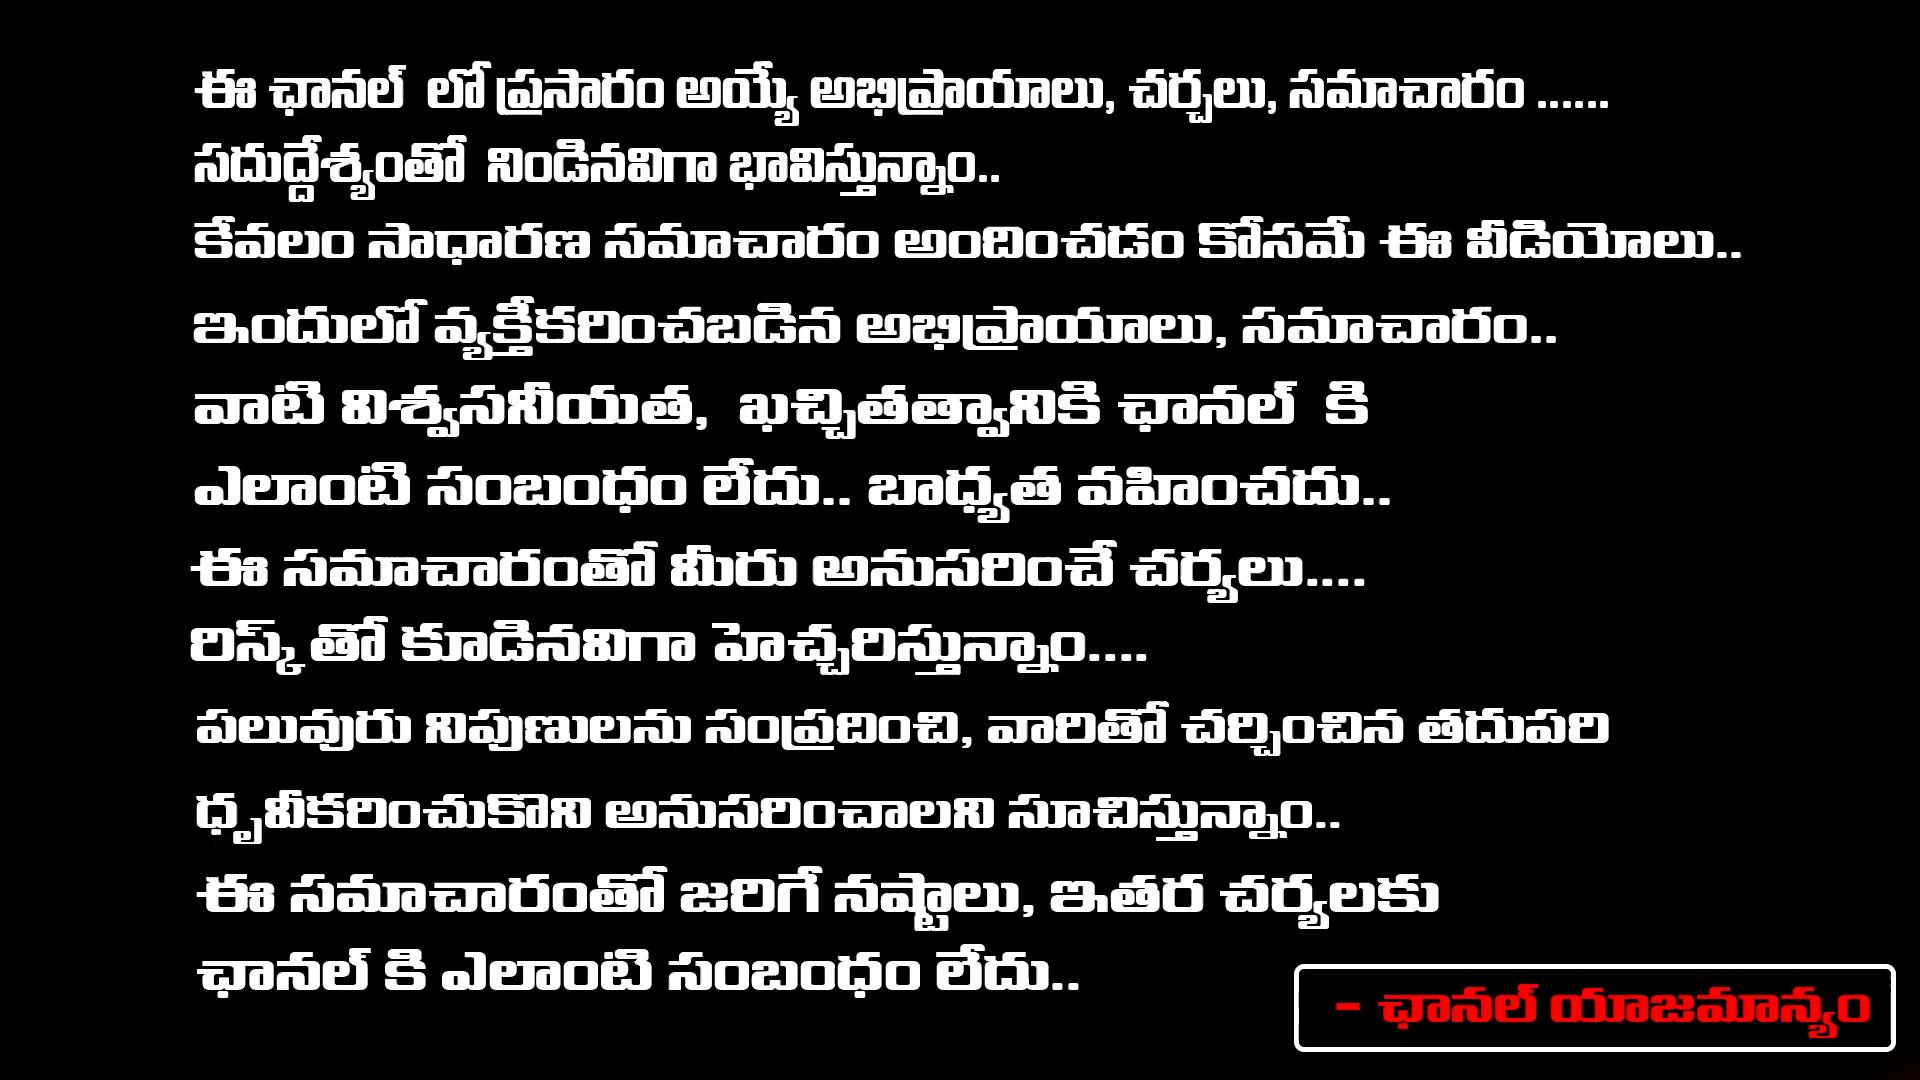 ఈ ఛానల్ లో ప్రసారం అయ్యే అభిప్రాయాలు, చర్చలు, సమాచారం ......
సదుద్దేశ్యంతో నిండినవిగా భావిస్తున్నాం..
కేవలం సాధారణ సమాచారం అందించడం కోసమే ఈ వీడియోలు..
ఇందులో వ్యక్తీకరించబడిన అభిప్రాయాలు, సమాచారం..
వాటి విశ్వసనీయత, ఖచ్చితత్వానికి ఛానల్ కి
ఎలాంటి సంబంధం లేదు.. బాధ్యత వహించదు..
ఈ సమాచారంతో మీరు అనుసరించే చర్యలు....
రిస్క్ తో కూడినవిగా హెచ్చరిస్తున్నాం....
పలువురు నిపుణులను సంప్రదించి, వారితో చర్చించిన తదుపరి
ధృవీకరించుకొని అనుసరించాలని సూచిస్తున్నాం..
ఈ సమాచారంతో జరిగే నష్టాలు, ఇతర చర్యలకు
ఛానల్ కి ఎలాంటి సంబంధం లేదు..
- ఛానల్ యాజమాన్యం